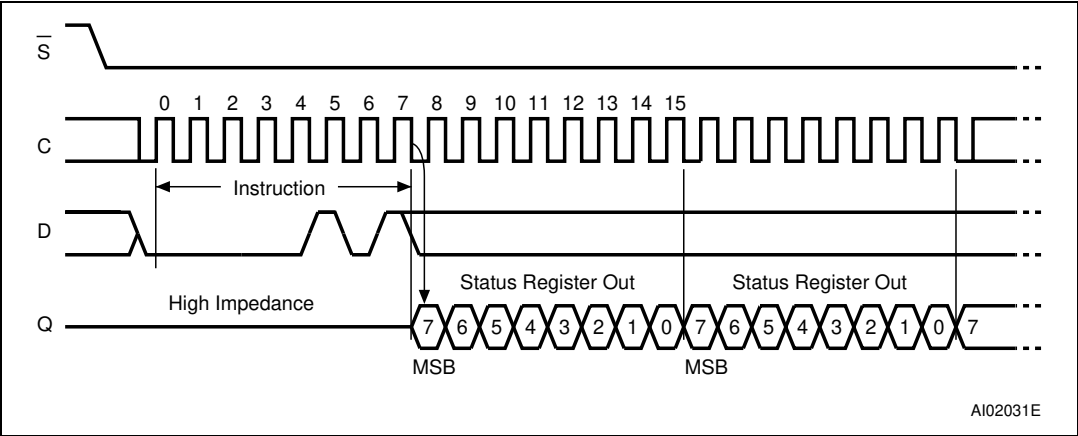 S
0 1 2 3 4 5 6 7 8 9 10 11 12 13 14 15
C
Instruction
D
High Impedance
Status Register Out Status Register Out
Q
7 6 5 4 3 2 1 0 7 6 5 4 3 2 1 0 7
MSB MSB
AI02031E